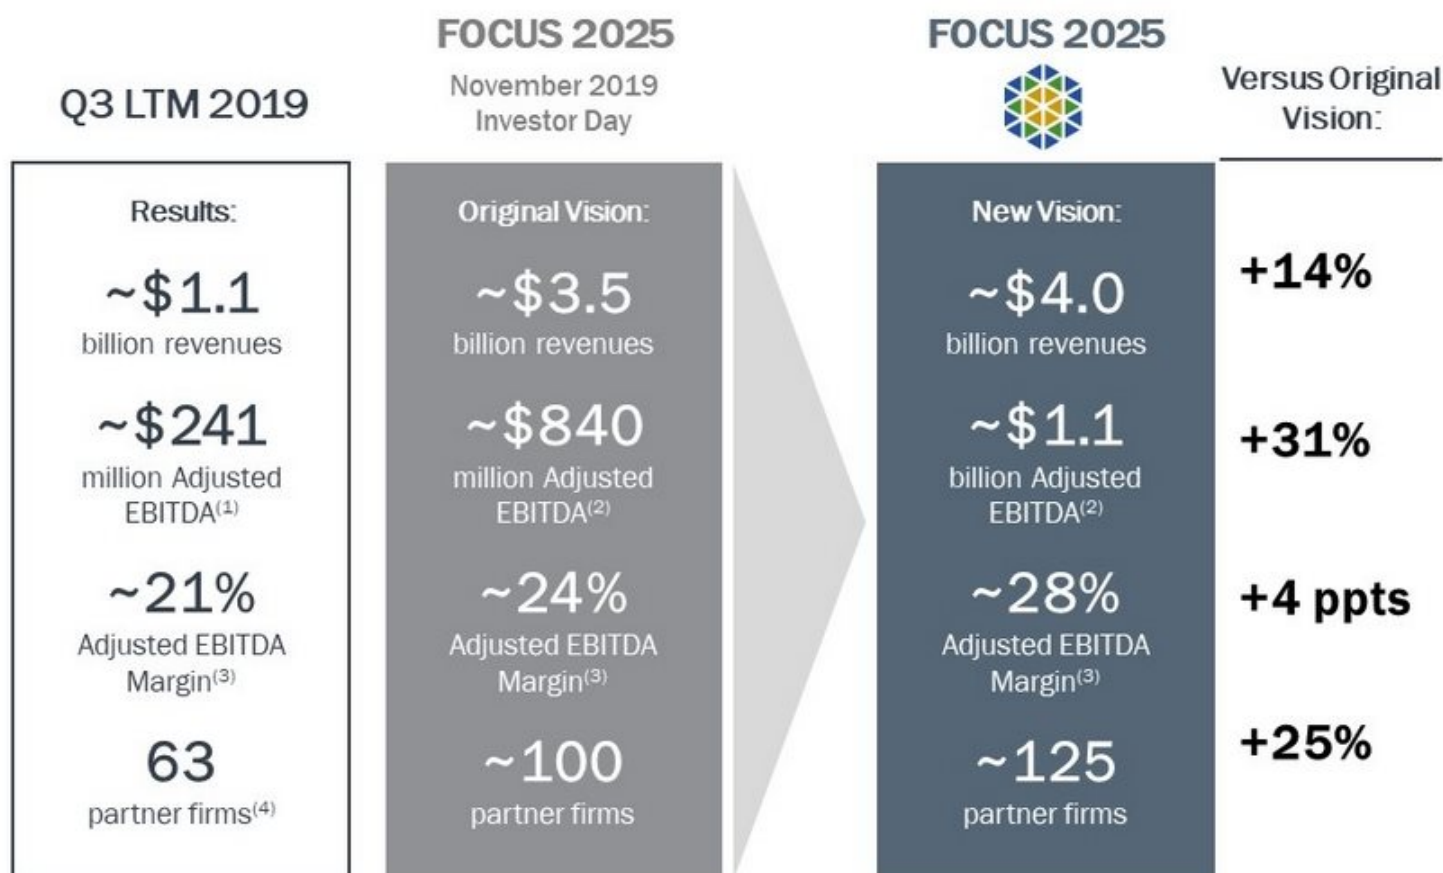 Q3 LTM 2019
Results:
~$1.1
billion revenues
~$241
million Adjusted
EBITDA(1)
~21%
Adjusted EBITDA
Margin(3)
63
partner firms(4)
FOCUS 2025
November 2019
Investor Day
Original Vision:
~$3.5
billion revenues
~$840
million Adjusted
EBITDA(2)
~24%
Adjusted EBITDA
Margin(3)
~100
partner firms
FOCUS 2025
New Vision:
~$4.0
billion revenues
~$1.1
billion Adjusted
EBITDA(2)
~28%
Adjusted EBITDA
Margin(3)
~125
partner firms
Versus Original
Vision:
+14%
+31%
+4 ppts
+25%